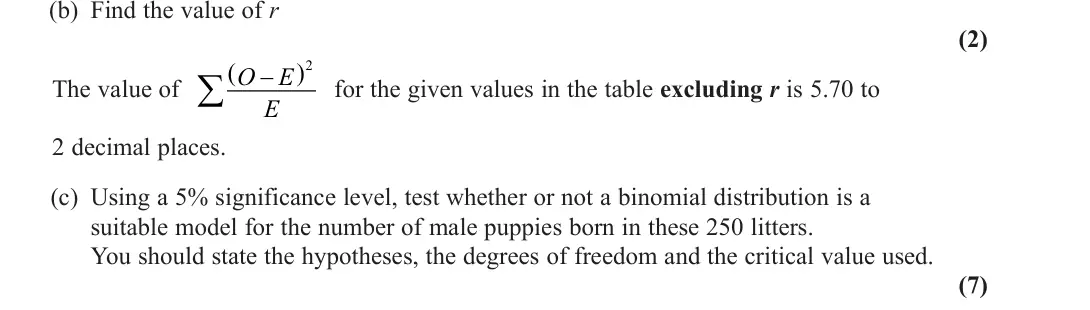 (b) Find the value of r
(2)
The value of ∑(O – E)²/E for the given values in the table excluding r is 5.70 to
2 decimal places.
(c) Using a 5% significance level, test whether or not a binomial distribution is a
suitable model for the number of male puppies born in these 250 litters.
You should state the hypotheses, the degrees of freedom and the critical value used.
(7)